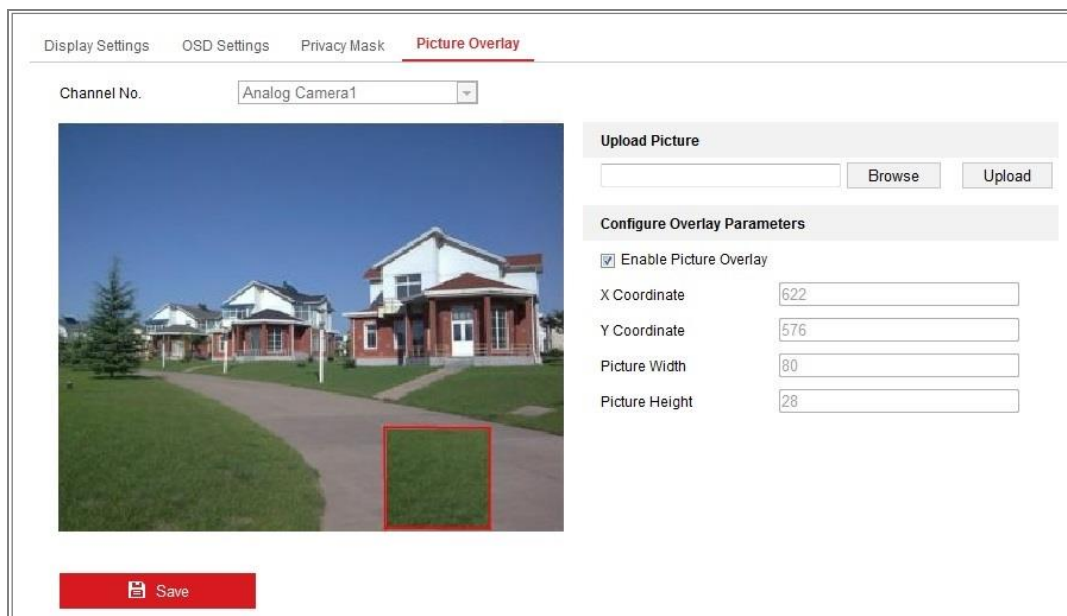 Display Settings OSD Settings Privacy Mask Picture Overlay
Channel No. Analog Camera1
Upload Picture
Browse Upload
Configure Overlay Parameters
Enable Picture Overlay
X Coordinate 622
Y Coordinate 576
Picture Width 80
Picture Height 28
Save